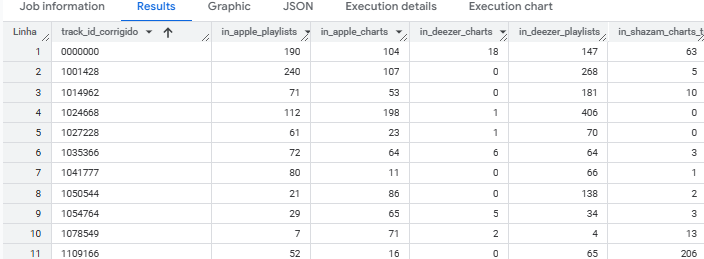 Job information Results Graphic JSON Execution details Execution chart
Linha track_id_corrigido in_apple_playlists in_apple_charts in_deezer_charts in_deezer_playlists in_shazam_charts_t
1 0000000 190 104 18 147 63
2 1001428 240 107 0 268 5
3 1014962 71 53 0 181 10
4 1024668 112 198 1 406 0
5 1027228 61 23 1 70 0
6 1035366 72 64 6 64 3
7 1041777 80 11 0 66 1
8 1050544 21 86 0 138 2
9 1054764 29 65 5 34 3
10 1078549 7 71 2 4 13
11 1109166 52 16 0 65 206